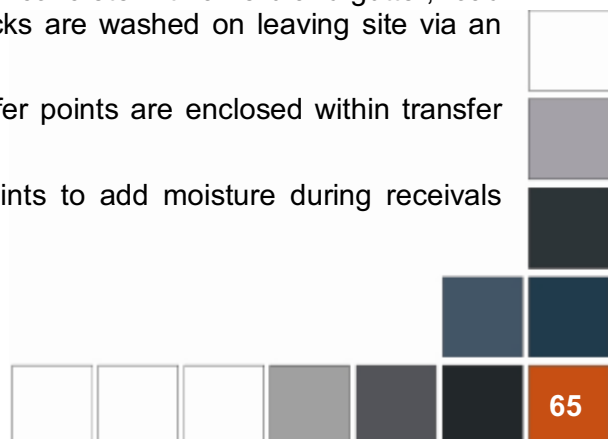 cks are washed on leaving site via an
fer points are enclosed within transfer
ints to add moisture during receivals
65